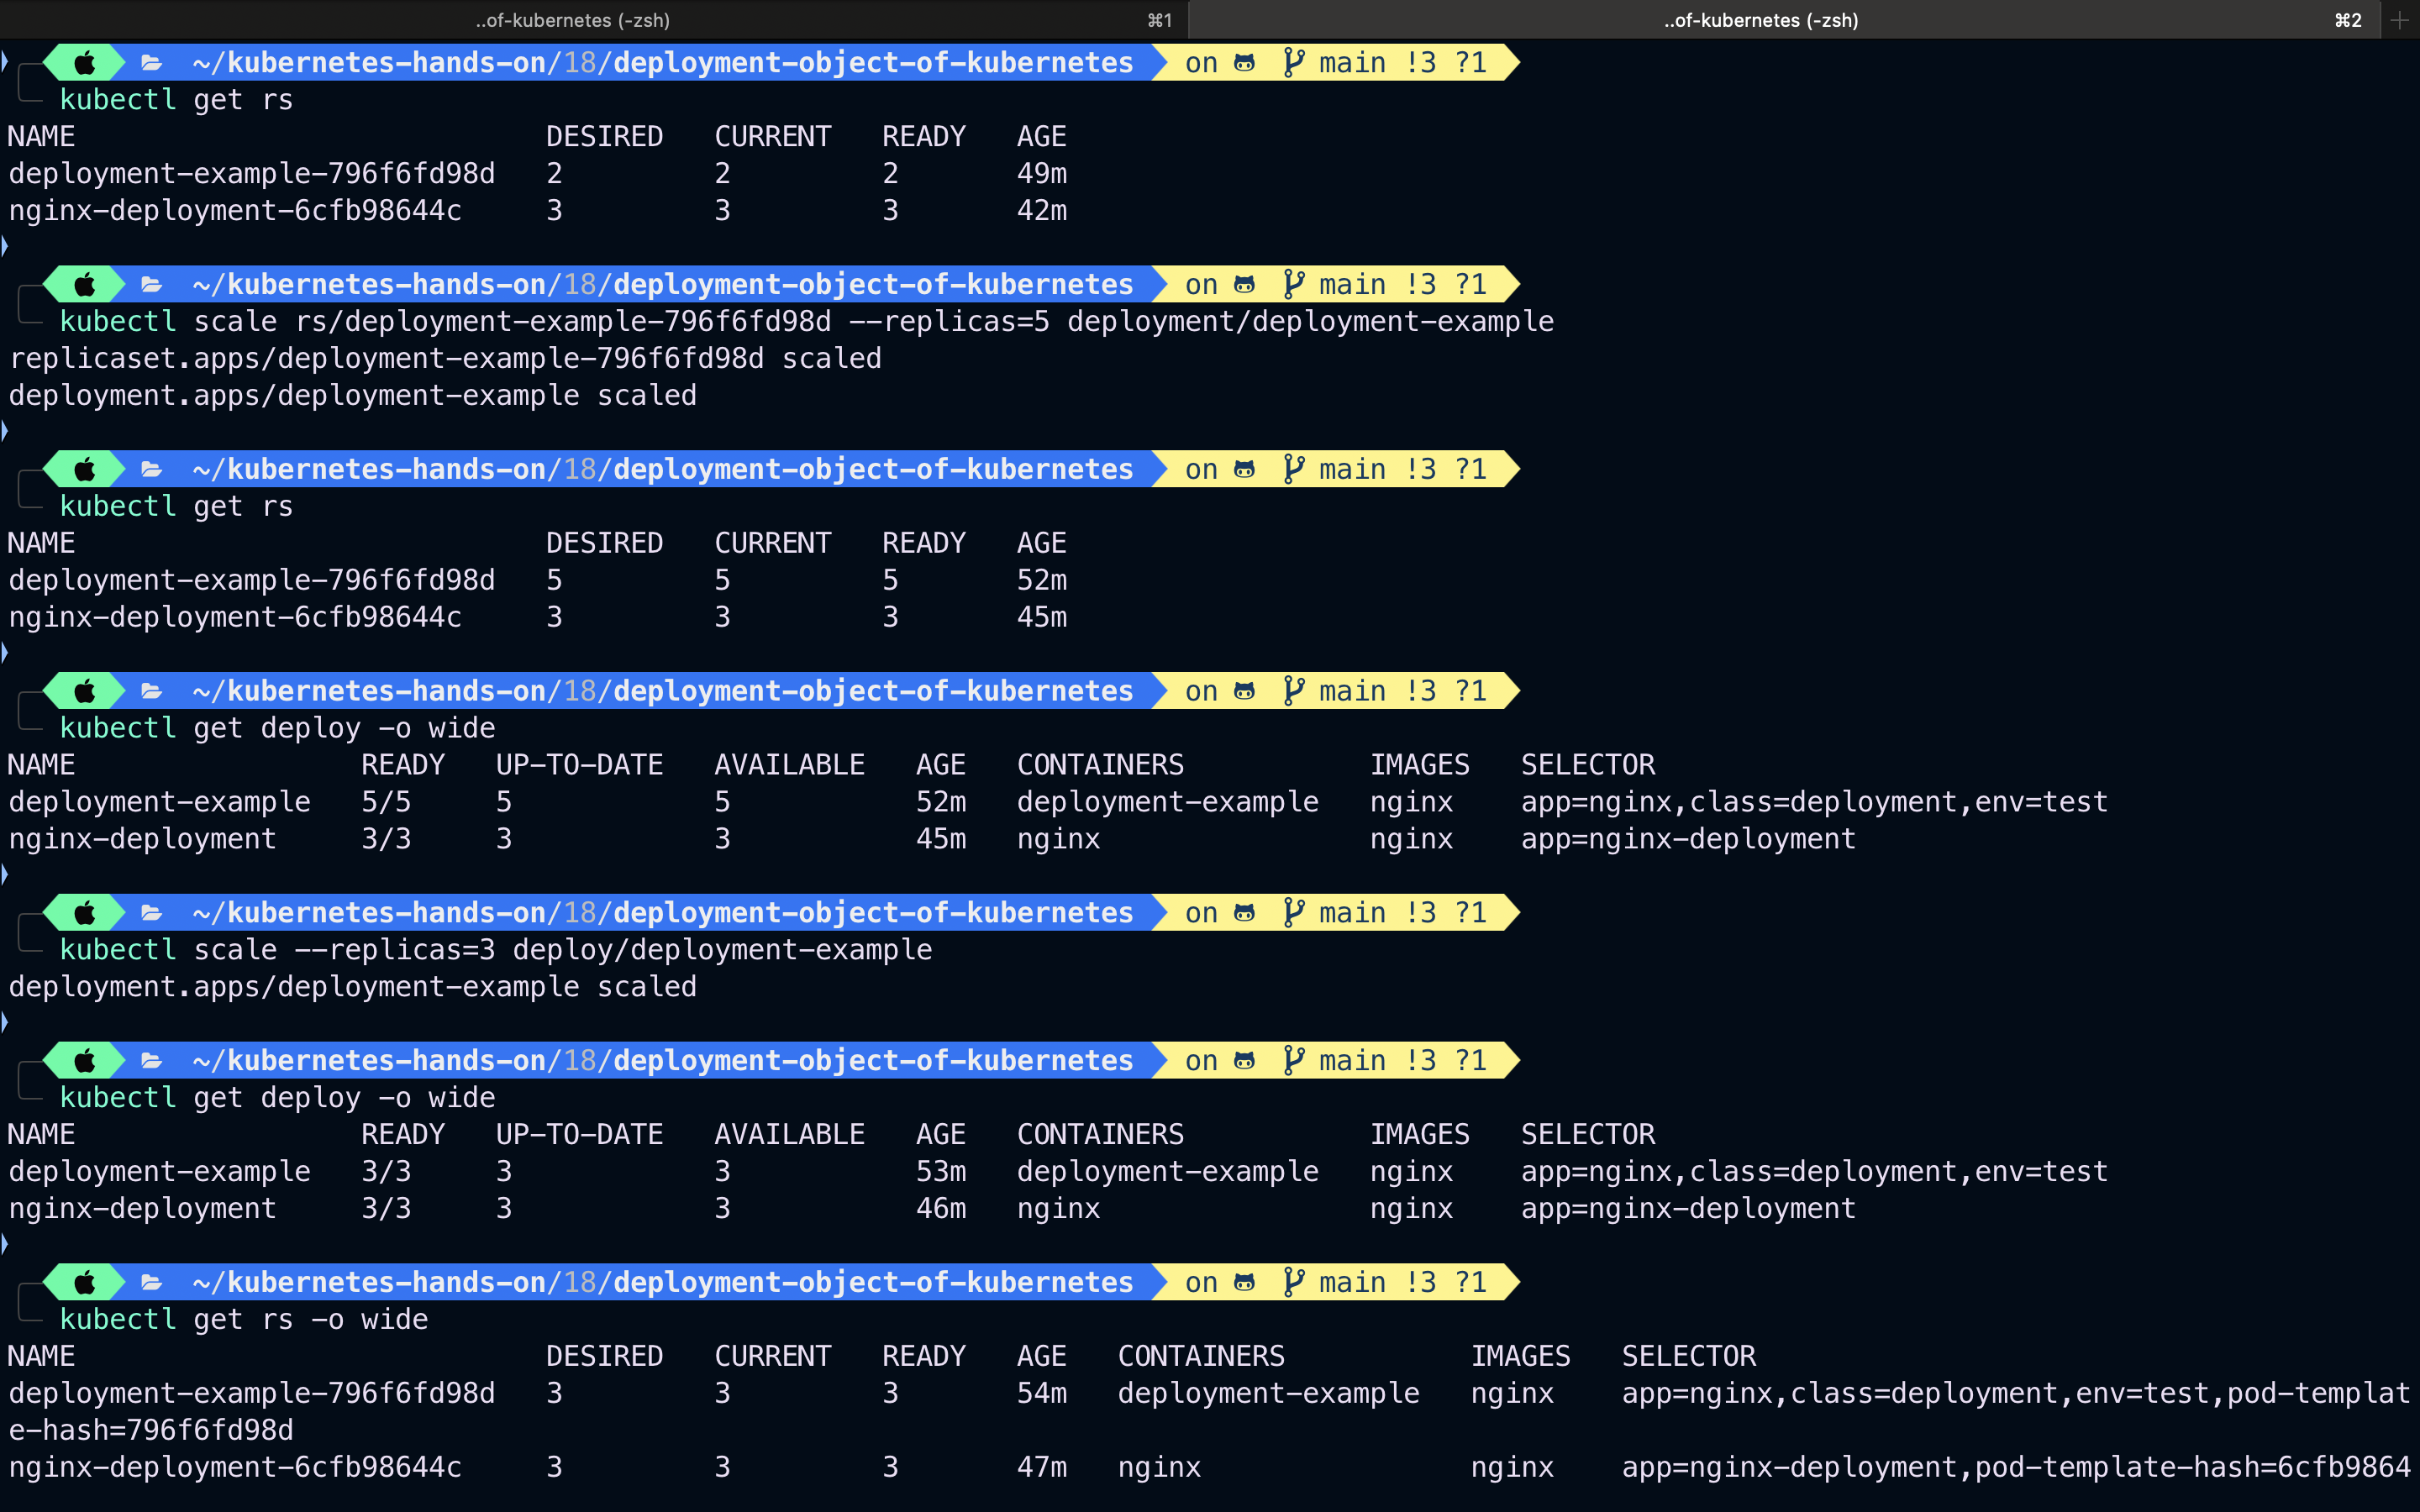 ..of-kubernetes (-zsh) ⌘1 ..of-kubernetes (-zsh) ⌘2 +
~/kubernetes-hands-on/18/deployment-object-of-kubernetes on main !3 ?1
kubectl get rs
NAME DESIRED CURRENT READY AGE
deployment-example-796f6fd98d 2 2 2 49m
nginx-deployment-6cfb98644c 3 3 3 42m
~/kubernetes-hands-on/18/deployment-object-of-kubernetes on main !3 ?1
kubectl scale rs/deployment-example-796f6fd98d --replicas=5 deployment/deployment-example
replicaset.apps/deployment-example-796f6fd98d scaled
deployment.apps/deployment-example scaled
~/kubernetes-hands-on/18/deployment-object-of-kubernetes on main !3 ?1
kubectl get rs
NAME DESIRED CURRENT READY AGE
deployment-example-796f6fd98d 5 5 5 52m
nginx-deployment-6cfb98644c 3 3 3 45m
~/kubernetes-hands-on/18/deployment-object-of-kubernetes on main !3 ?1
kubectl get deploy -o wide
NAME READY UP-TO-DATE AVAILABLE AGE CONTAINERS IMAGES SELECTOR
deployment-example 5/5 5 5 52m deployment-example nginx app=nginx,class=deployment,env=test
nginx-deployment 3/3 3 3 45m nginx nginx app=nginx-deployment
~/kubernetes-hands-on/18/deployment-object-of-kubernetes on main !3 ?1
kubectl scale --replicas=3 deploy/deployment-example
deployment.apps/deployment-example scaled
~/kubernetes-hands-on/18/deployment-object-of-kubernetes on main !3 ?1
kubectl get deploy -o wide
NAME READY UP-TO-DATE AVAILABLE AGE CONTAINERS IMAGES SELECTOR
deployment-example 3/3 3 3 53m deployment-example nginx app=nginx,class=deployment,env=test
nginx-deployment 3/3 3 3 46m nginx nginx app=nginx-deployment
~/kubernetes-hands-on/18/deployment-object-of-kubernetes on main !3 ?1
kubectl get rs -o wide
NAME DESIRED CURRENT READY AGE CONTAINERS IMAGES SELECTOR
deployment-example-796f6fd98d 3 3 3 54m deployment-example nginx app=nginx,class=deployment,env=test,pod-templat
e-hash=796f6fd98d
nginx-deployment-6cfb98644c 3 3 3 47m nginx nginx app=nginx-deployment,pod-template-hash=6cfb9864